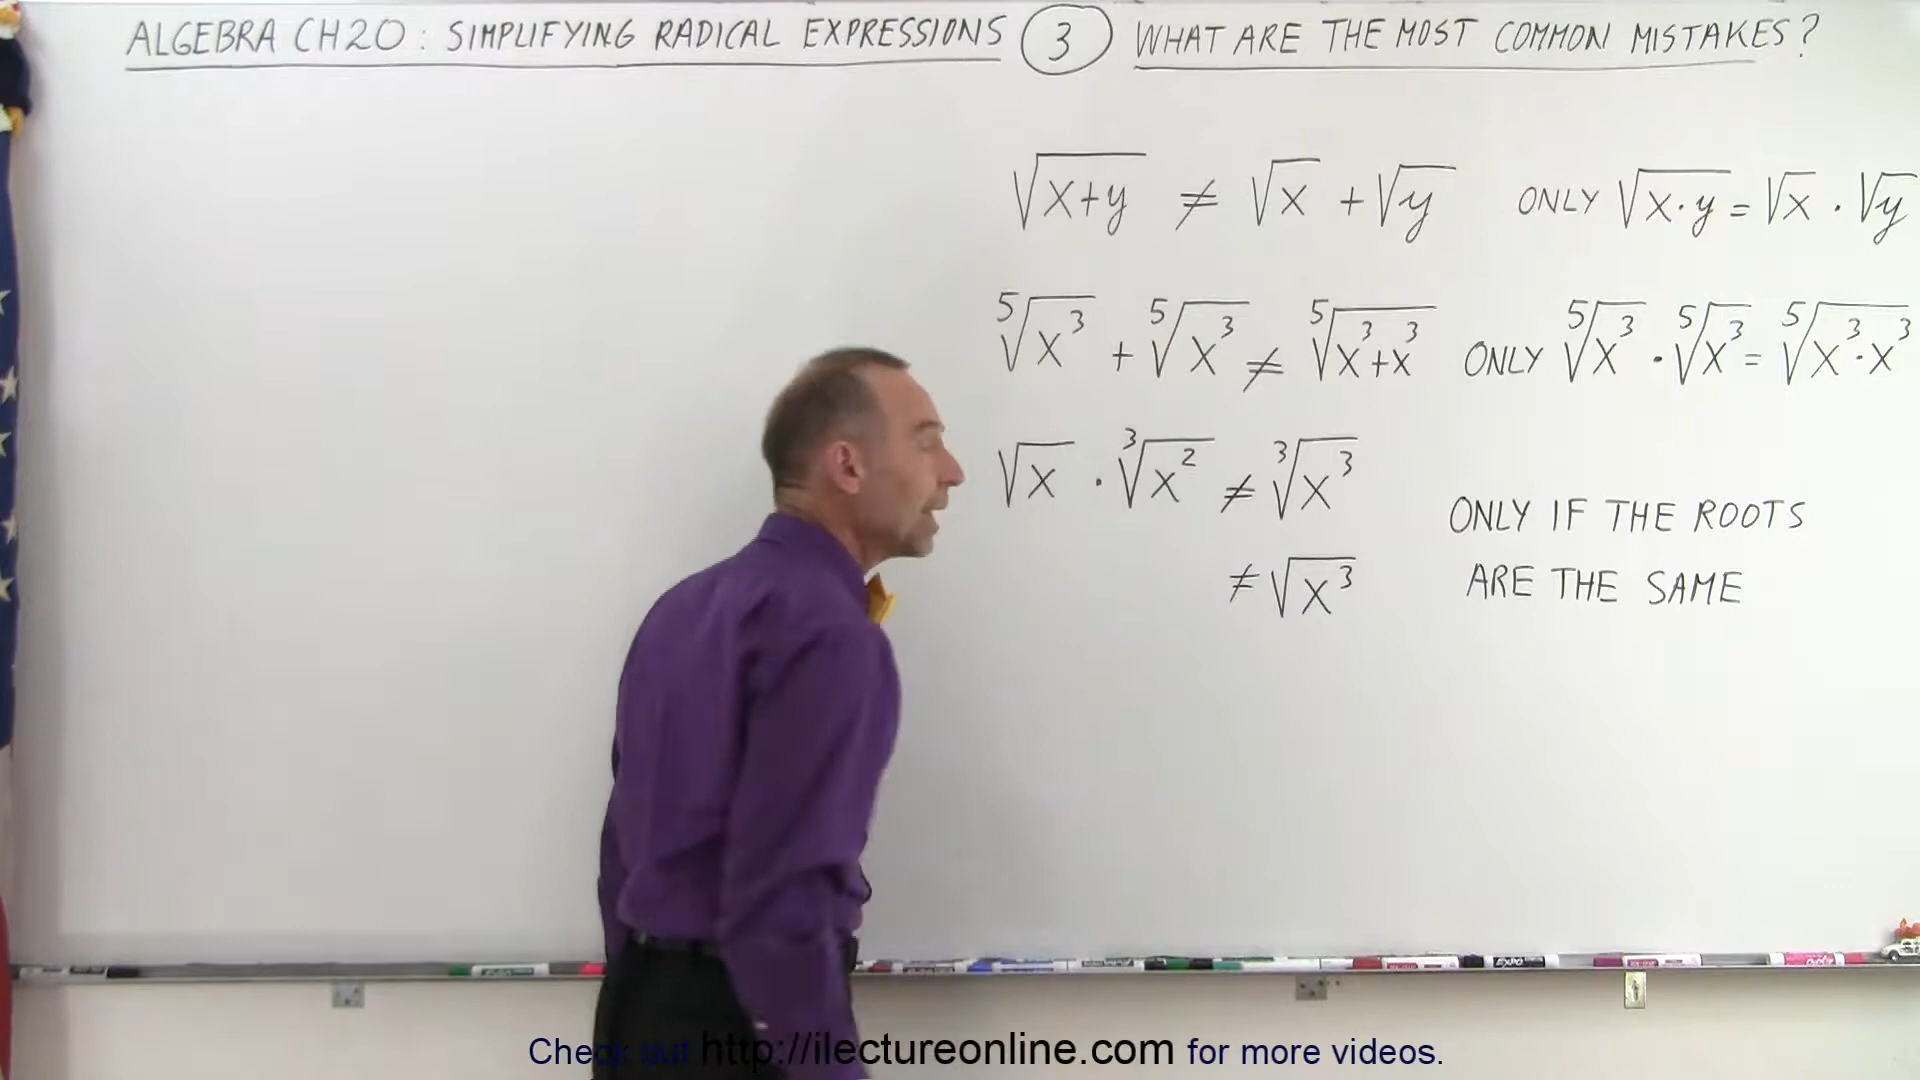 ALGEBRA CH20 : SIMPLIFYING RADICAL EXPRESSIONS 3 WHAT ARE THE MOST COMMON MISTAKES?
√(x+y) ≠ √x + √y ONLY √(x·y) = √x · √y
⁵√(x³) + ⁵√(x³) ≠ ⁵√(x³+x³) ONLY ⁵√(x³) · ⁵√(x³) = ⁵√(x³·x³)
√x · ³√(x²) ≠ ³√(x³)
ONLY IF THE ROOTS
≠ √(x³) ARE THE SAME
Check out http://ilectureonline.com for more videos.